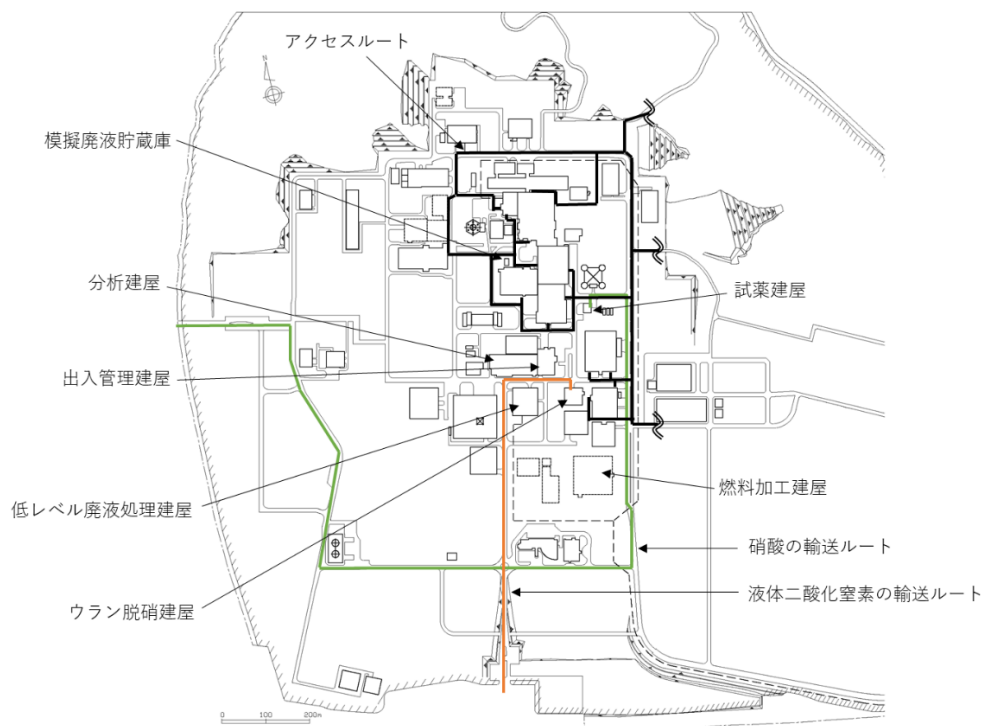 アクセスルート
N
模擬廃液貯蔵庫
分析建屋
試薬建屋
出入管理建屋
低レベル廃液処理建屋
燃料加工建屋
硝酸の輸送ルート
ウラン脱硝建屋
液体二酸化窒素の輸送ルート
0 100 200m